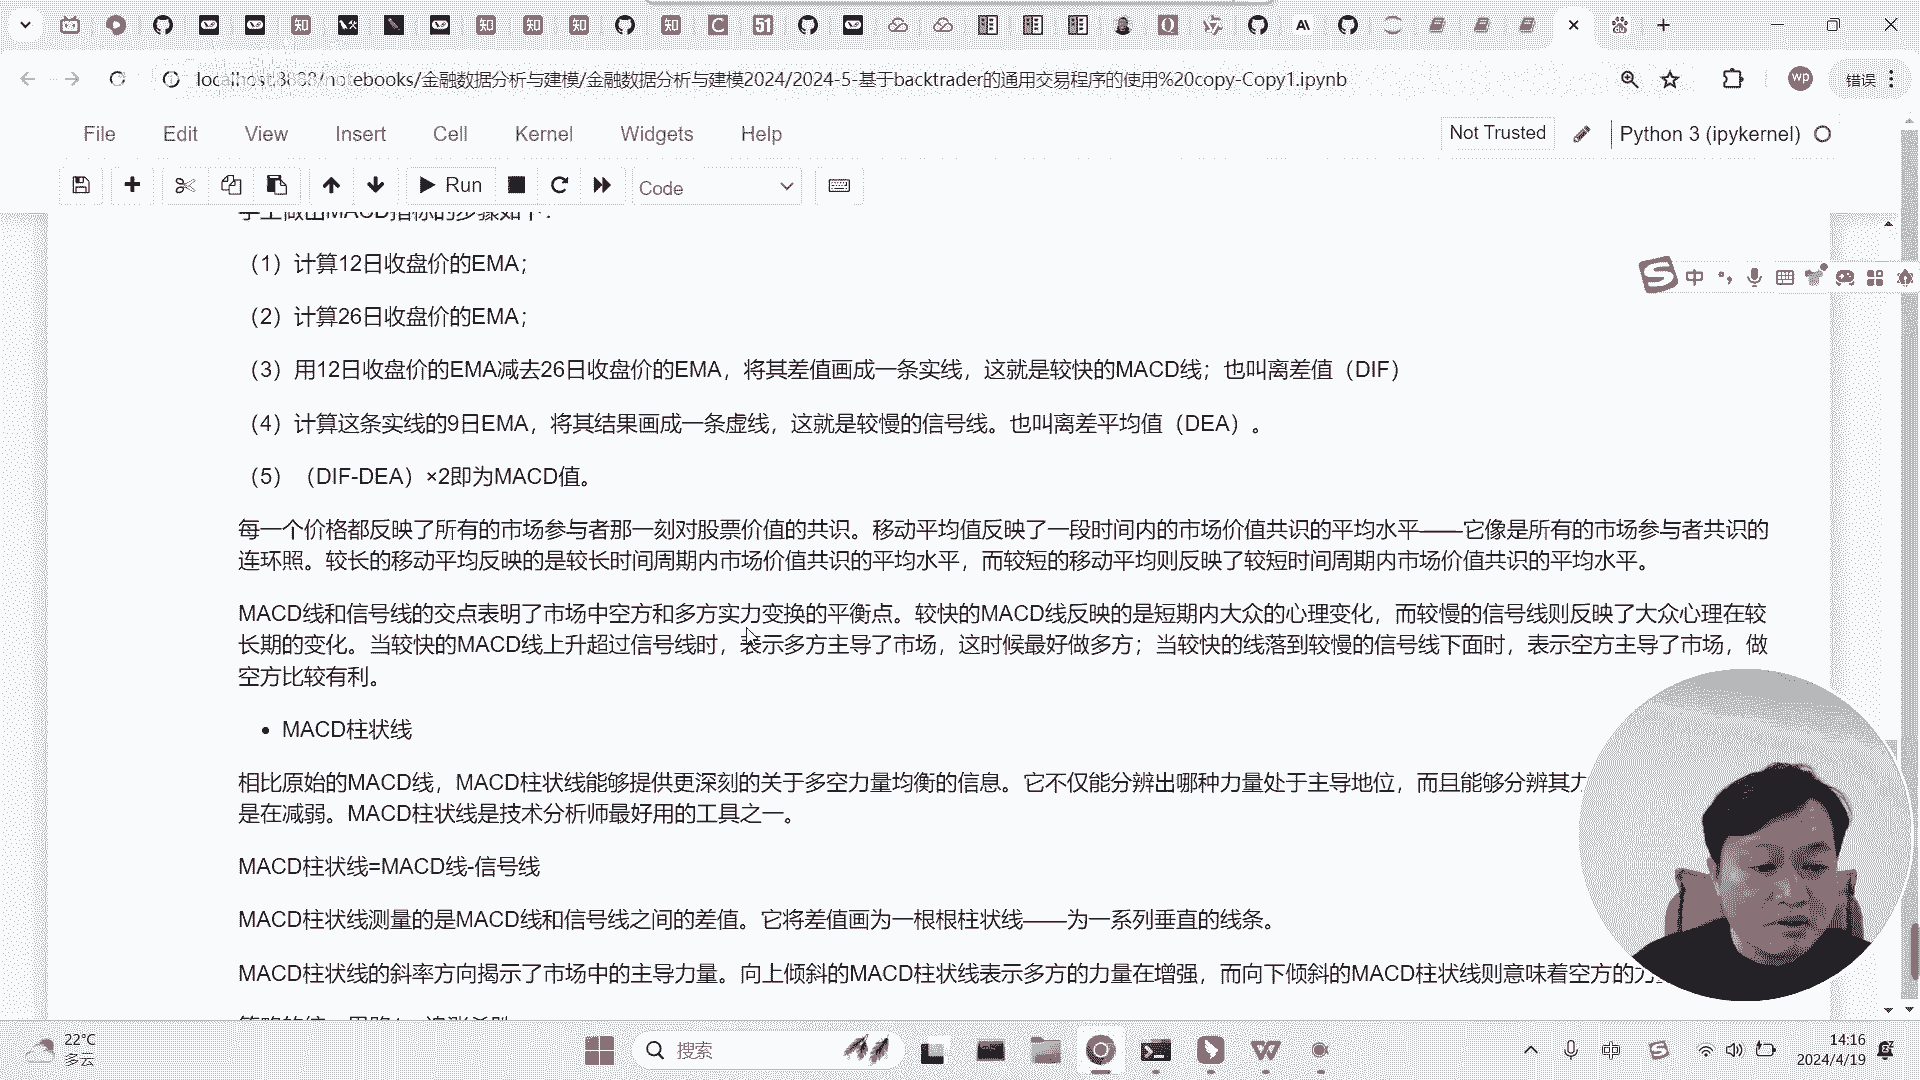 localhost:8888/notebooks/金融数据分析与建模/金融数据分析与建模2024/2024-5-基于backtrader的通用交易程序的使用%20copy-Copy1.ipynb
wp
错误
File Edit View Insert Cell Kernel Widgets Help
Not Trusted
Python 3 (ipykernel)
Run
Code
中
（1）计算12日收盘价的EMA；
（2）计算26日收盘价的EMA；
（3）用12日收盘价的EMA减去26日收盘价的EMA，将其差值画成一条实线，这就是较快的MACD线；也叫离差值（DIF）
（4）计算这条实线的9日EMA，将其结果画成一条虚线，这就是较慢的信号线。也叫离差平均值（DEA）。
（5）（DIF-DEA）×2即为MACD值。
每一个价格都反映了所有的市场参与者那一刻对股票价值的共识。移动平均值反映了一段时间内的市场价值共识的平均水平——它像是所有的市场参与者共识的
连环照。较长的移动平均反映的是较长时间周期内市场价值共识的平均水平，而较短的移动平均则反映了较短时间周期内市场价值共识的平均水平。
MACD线和信号线的交点表明了市场中空方和多方实力变换的平衡点。较快的MACD线反映的是短期内大众的心理变化，而较慢的信号线则反映了大众心理在较
长期的变化。当较快的MACD线上升超过信号线时，表示多方主导了市场，这时候最好做多方；当较快的线落到较慢的信号线下面时，表示空方主导了市场，做
空方比较有利。
• MACD柱状线
相比原始的MACD线，MACD柱状线能够提供更深刻的关于多空力量均衡的信息。它不仅能分辨出哪种力量处于主导地位，而且能够分辨其力
是在减弱。MACD柱状线是技术分析师最好用的工具之一。
MACD柱状线=MACD线-信号线
MACD柱状线测量的是MACD线和信号线之间的差值。它将差值画为一根根柱状线——为一系列垂直的线条。
MACD柱状线的斜率方向揭示了市场中的主导力量。向上倾斜的MACD柱状线表示多方的力量在增强，而向下倾斜的MACD柱状线则意味着空方的
22°C
多云
搜索
中
14:16
2024/4/19